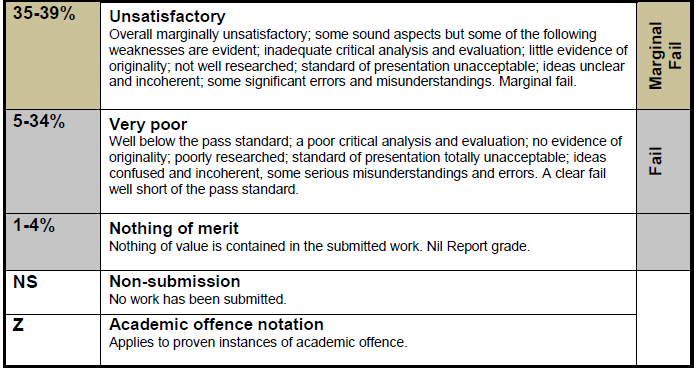 35-39%
Unsatisfactory
Overall marginally unsatisfactory; some sound aspects but some of the following
weaknesses are evident; inadequate critical analysis and evaluation; little evidence of
originality; not well researched; standard of presentation unacceptable; ideas unclear
and incoherent; some significant errors and misunderstandings. Marginal fail.
Marginal
Fail
5-34%
Very poor
Well below the pass standard; a poor critical analysis and evaluation; no evidence of
originality; poorly researched; standard of presentation totally unacceptable; ideas
confused and incoherent, some serious misunderstandings and errors. A clear fail
well short of the pass standard.
Fail
1-4%
Nothing of merit
Nothing of value is contained in the submitted work. Nil Report grade.
NS
Non-submission
No work has been submitted.
Z
Academic offence notation
Applies to proven instances of academic offence.